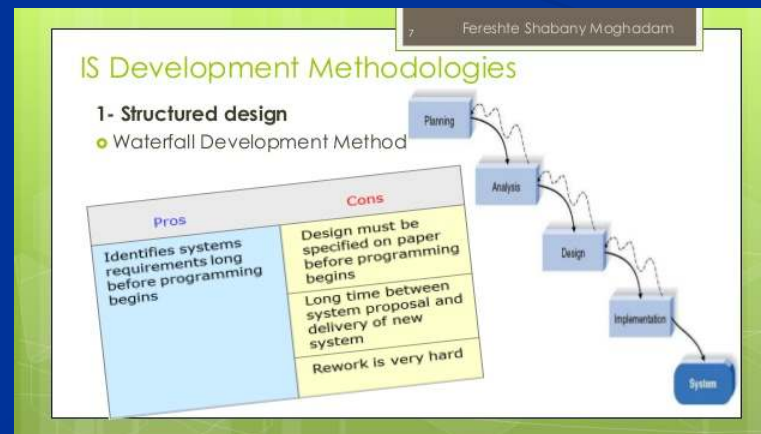 7
Fereshte Shabany Moghadam
IS Development Methodologies
1- Structured design
Waterfall Development Method
Pros
Cons
Identifies systems
requirements long
before programming
begins
Design must be
specified on paper
before programming
begins
Long time between
system proposal and
delivery of new
system
Rework is very hard
Planning
Analysis
Design
Implementation
System